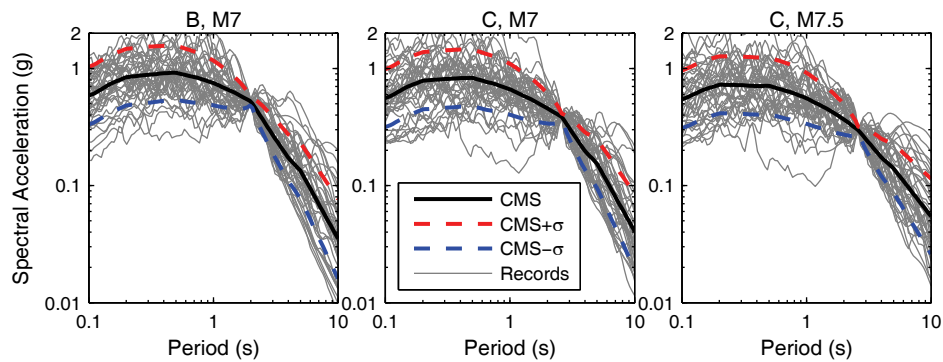 B, M7
C, M7
C, M7.5
Spectral Acceleration (g)
2
1
0.1
0.01
0.1
1
10
Period (s)
2
1
0.1
0.01
0.1
1
10
Period (s)
2
1
0.1
0.01
0.1
1
10
Period (s)
CMS
CMS+σ
CMS−σ
Records